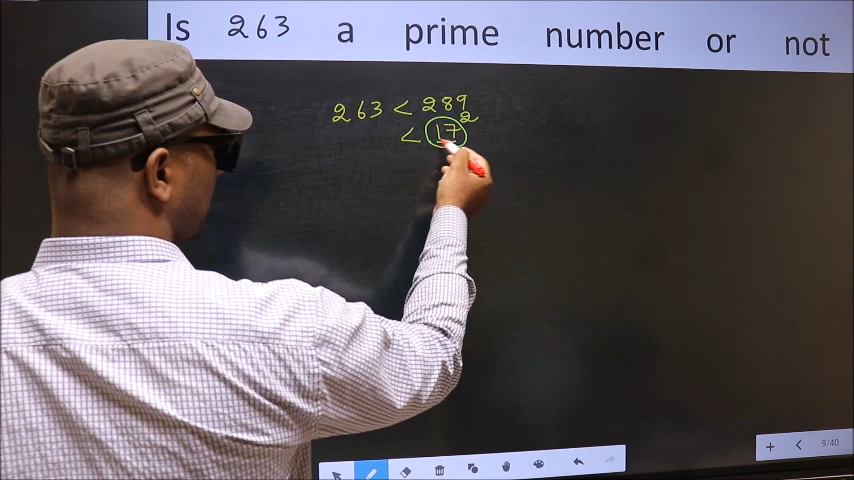 Is 263 a prime number or not
263 < 289
< 17²
9/40